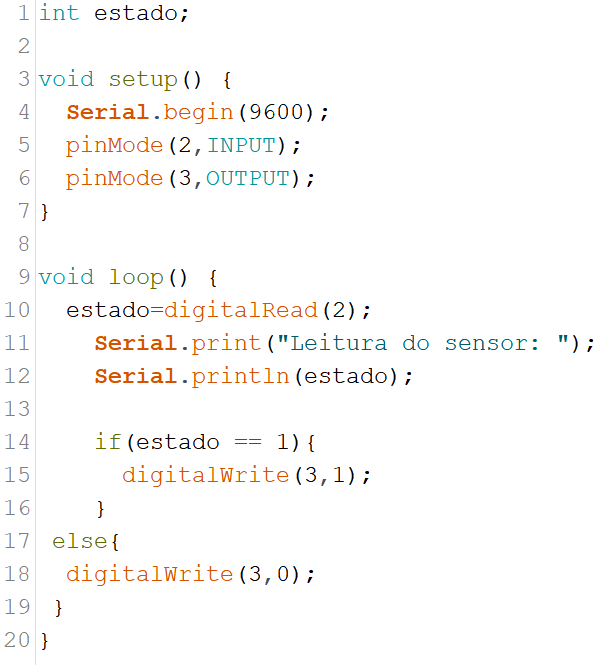 1 int estado;
2
3 void setup() {
4   Serial.begin(9600);
5   pinMode(2,INPUT);
6   pinMode(3,OUTPUT);
7 }
8
9 void loop() {
10   estado=digitalRead(2);
11     Serial.print("Leitura do sensor: ");
12     Serial.println(estado);
13
14     if(estado == 1){
15       digitalWrite(3,1);
16     }
17  else{
18   digitalWrite(3,0);
19  }
20 }